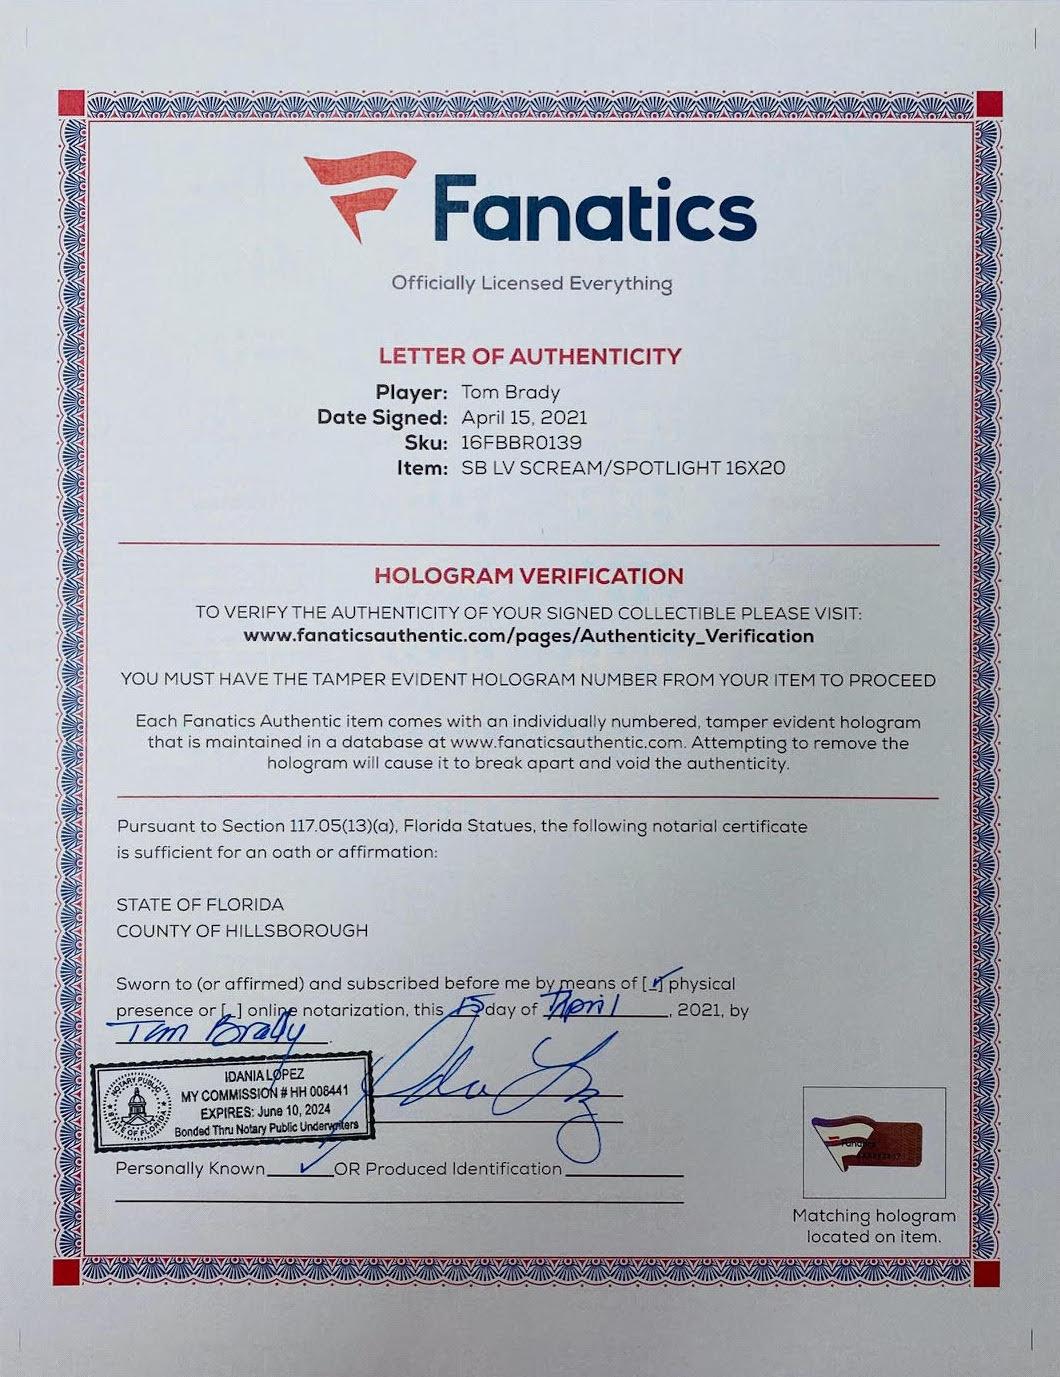 Fanatics
Officially Licensed Everything
LETTER OF AUTHENTICITY
Player: Tom Brady
Date Signed: April 15, 2021
Sku: 16FBBR0139
Item: SB LV SCREAM/SPOTLIGHT 16X20
HOLOGRAM VERIFICATION
TO VERIFY THE AUTHENTICITY OF YOUR SIGNED COLLECTIBLE PLEASE VISIT:
www.fanaticsauthentic.com/pages/Authenticity_Verification
YOU MUST HAVE THE TAMPER EVIDENT HOLOGRAM NUMBER FROM YOUR ITEM TO PROCEED
Each Fanatics Authentic item comes with an individually numbered, tamper evident hologram
that is maintained in a database at www.fanaticsauthentic.com. Attempting to remove the
hologram will cause it to break apart and void the authenticity.
Pursuant to Section 117.05(13)(a), Florida Statues, the following notarial certificate
is sufficient for an oath or affirmation:
STATE OF FLORIDA
COUNTY OF HILLSBOROUGH
Sworn to (or affirmed) and subscribed before me by means of [✓] physical
presence or [_] online notarization, this 15 day of April, 2021, by
Tom Brady.
NOTARY PUBLIC
STATE OF FLORIDA
IDANIA LOPEZ
MY COMMISSION # HH 008441
EXPIRES: June 10, 2024
Bonded Thru Notary Public Underwriters
Personally Known ✓ OR Produced Identification
Fanatics
Matching hologram
located on item.